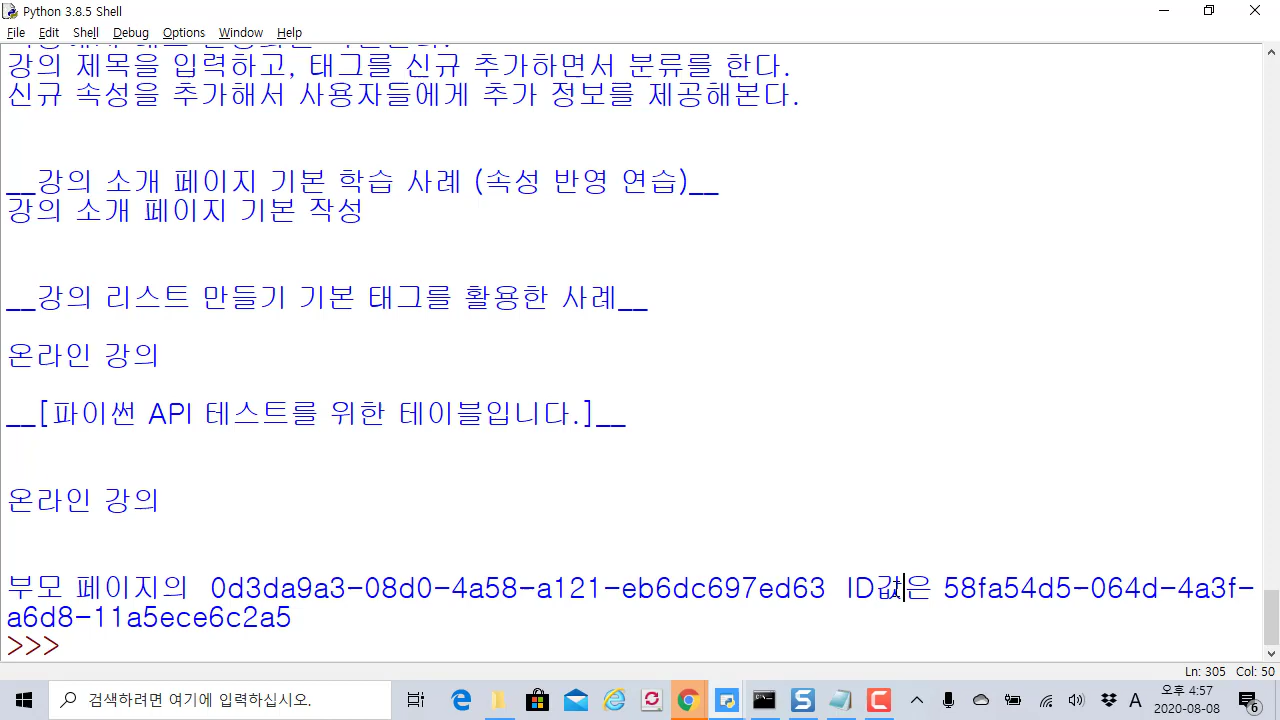 Python 3.8.5 Shell
File Edit Shell Debug Options Window Help
강의 제목을 입력하고, 태그를 신규 추가하면서 분류를 한다.
신규 속성을 추가해서 사용자들에게 추가 정보를 제공해본다.
__강의 소개 페이지 기본 학습 사례 (속성 반영 연습)__
강의 소개 페이지 기본 작성
__강의 리스트 만들기 기본 태그를 활용한 사례__
온라인 강의
__[파이썬 API 테스트를 위한 테이블입니다.]__
온라인 강의
부모 페이지의 0d3da9a3-08d0-4a58-a121-eb6dc697ed63 ID값은 58fa54d5-064d-4a3f-
a6d8-11a5ece6c2a5
>>>
Ln: 305 Col: 50
검색하려면 여기에 입력하십시오.
A
오후 4:57
2020-08-08
6